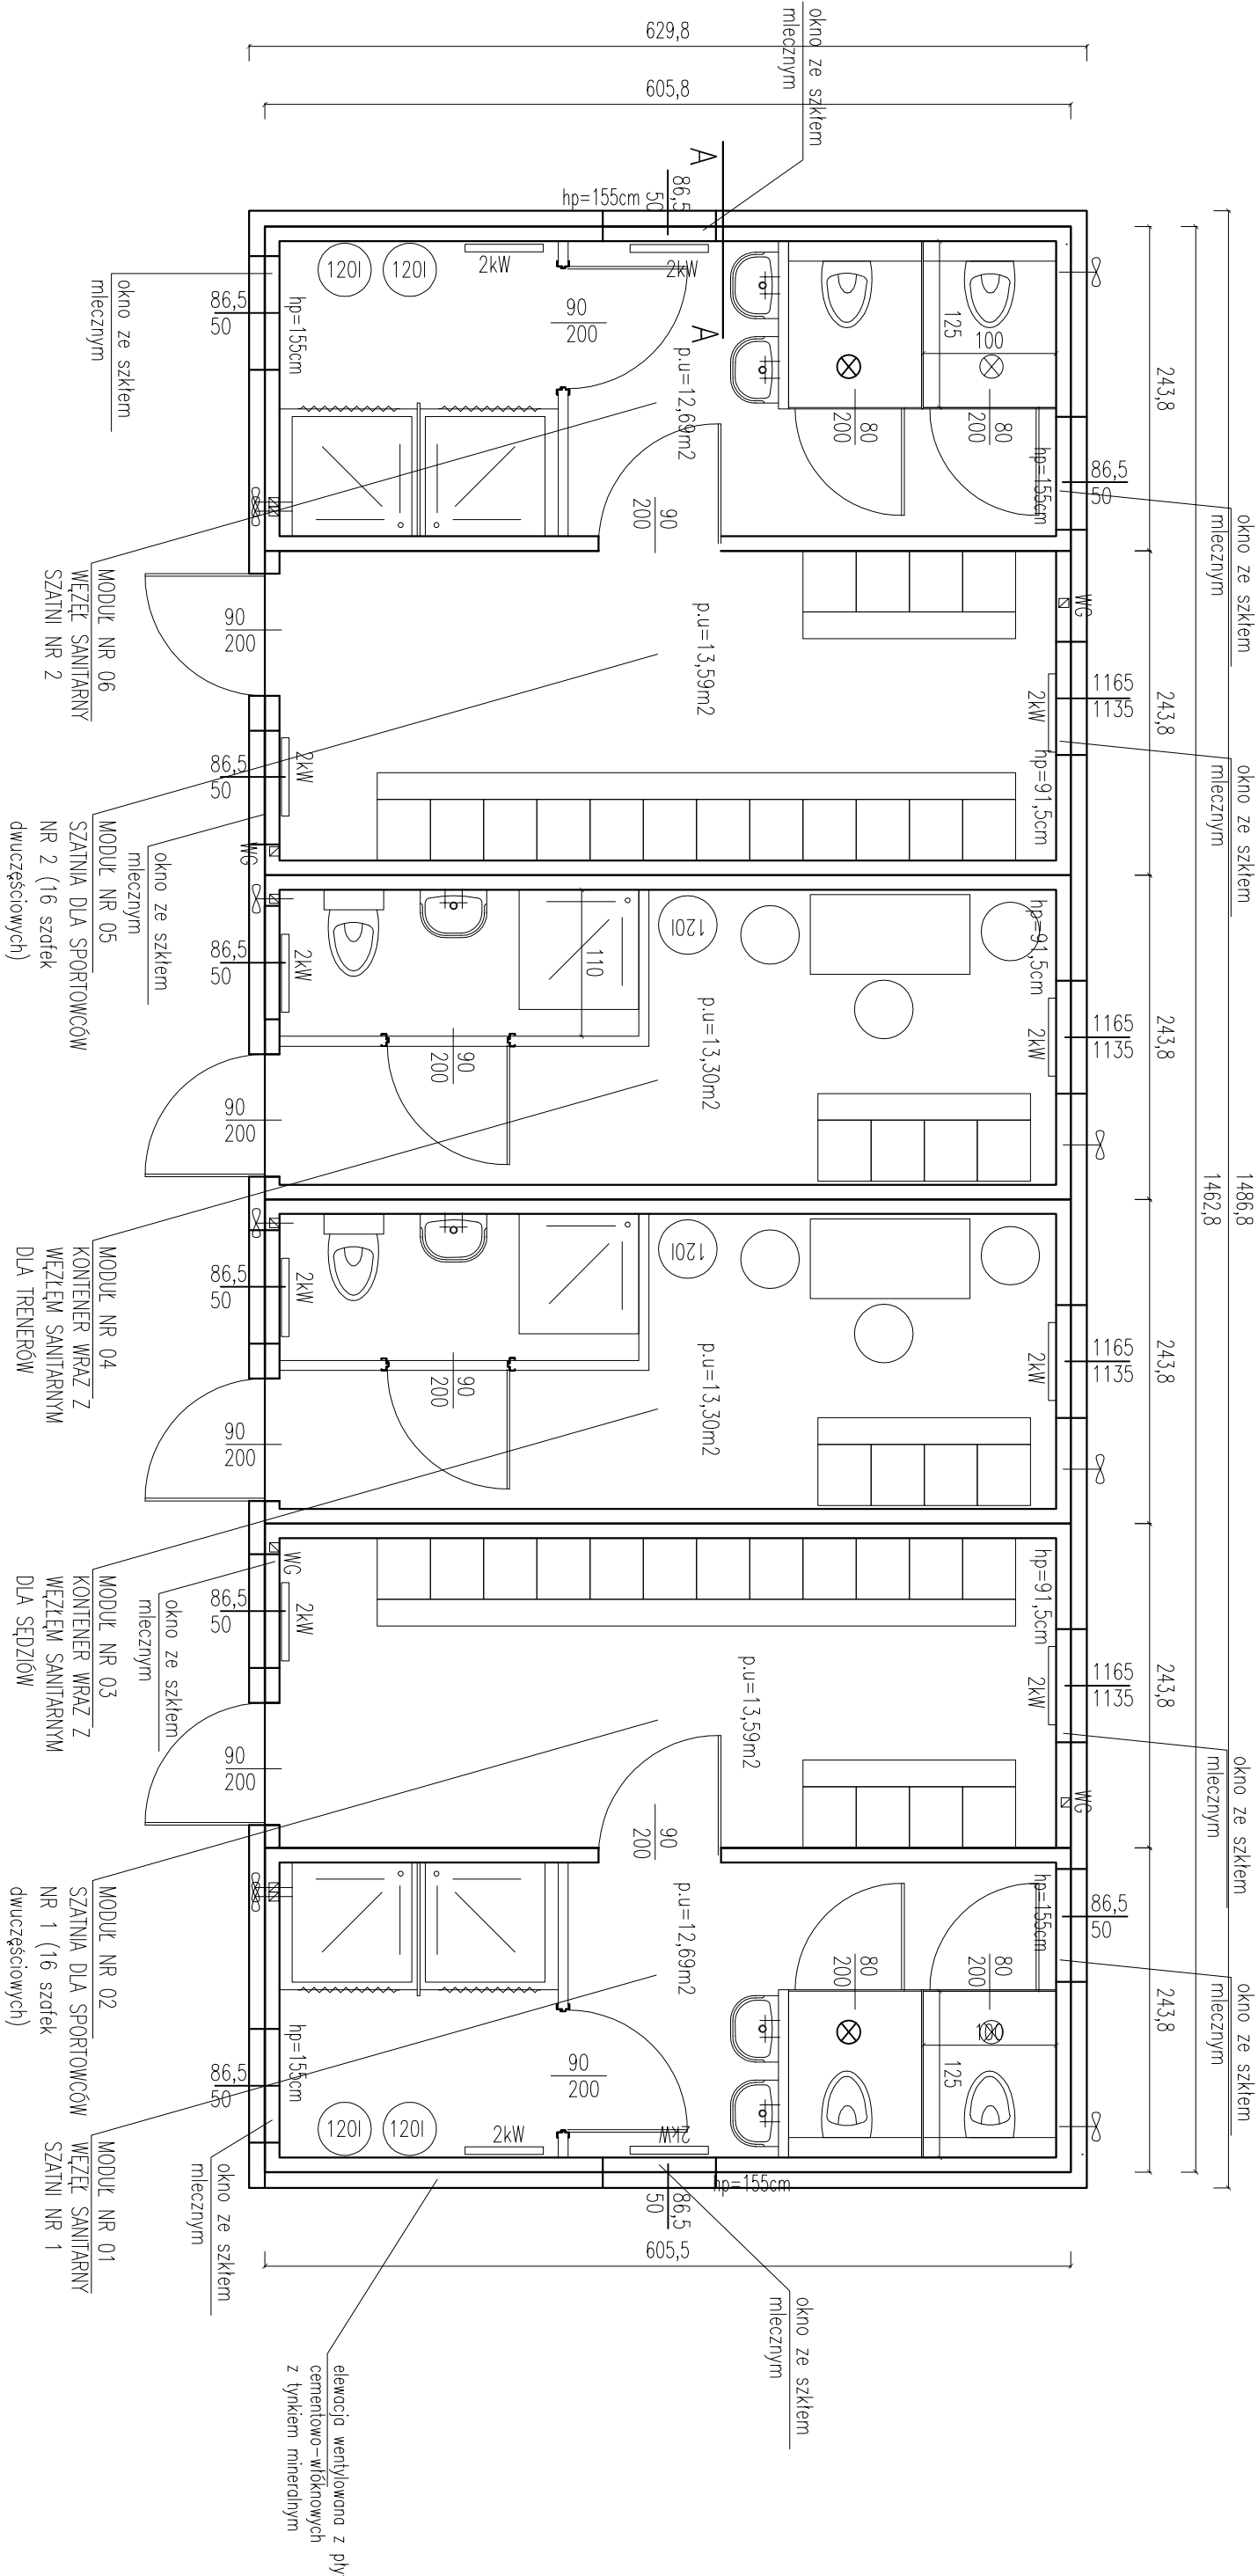 629,8
605,8
okno ze szkłem
mlecznym
A
A
86,5
50
hp=155cm
1486,8
1462,8
243,8
243,8
243,8
243,8
243,8
243,8
okno ze szkłem
mlecznym
86,5
50
hp=155cm
120l
120l
2kW
2kW
90
200
p.u=12,69m2
125
100
80
200
80
200
hp=155cm
86,5
50
okno ze szkłem
mlecznym
90
200
MODUŁ NR 06
WĘZEŁ SANITARNY
SZATNI NR 2
90
200
p.u=13,59m2
WG
1165
1135
2kW
hp=91,5cm
okno ze szkłem
mlecznym
86,5
50
2kW
WG
okno ze szkłem
mlecznym
MODUŁ NR 05
SZATNIA DLA SPORTOWCÓW
NR 2 (16 szafek
dwuczęściowych)
86,5
50
2kW
110
120l
hp=91,5cm
p.u=13,30m2
1165
1135
2kW
90
200
90
200
MODUŁ NR 04
KONTENER WRAZ Z
WĘZŁEM SANITARNYM
DLA TRENERÓW
86,5
50
2kW
120l
p.u=13,30m2
1165
1135
2kW
90
200
90
200
MODUŁ NR 03
KONTENER WRAZ Z
WĘZŁEM SANITARNYM
DLA SĘDZIÓW
WG
86,5
50
2kW
okno ze szkłem
mlecznym
hp=91,5cm
p.u=13,59m2
1165
1135
2kW
WG
okno ze szkłem
mlecznym
90
200
90
200
MODUŁ NR 02
SZATNIA DLA SPORTOWCÓW
NR 1 (16 szafek
dwuczęściowych)
p.u=12,69m2
80
200
80
200
hp=155cm
86,5
50
okno ze szkłem
mlecznym
100
125
90
200
hp=155cm
86,5
50
120l
120l
2kW
2kW
okno ze szkłem
mlecznym
MODUŁ NR 01
WĘZEŁ SANITARNY
SZATNI NR 1
hp=155cm
86,5
50
605,5
okno ze szkłem
mlecznym
elewacja wentylowana z pły
cementowo-włóknowych
z tynkiem mineralnym